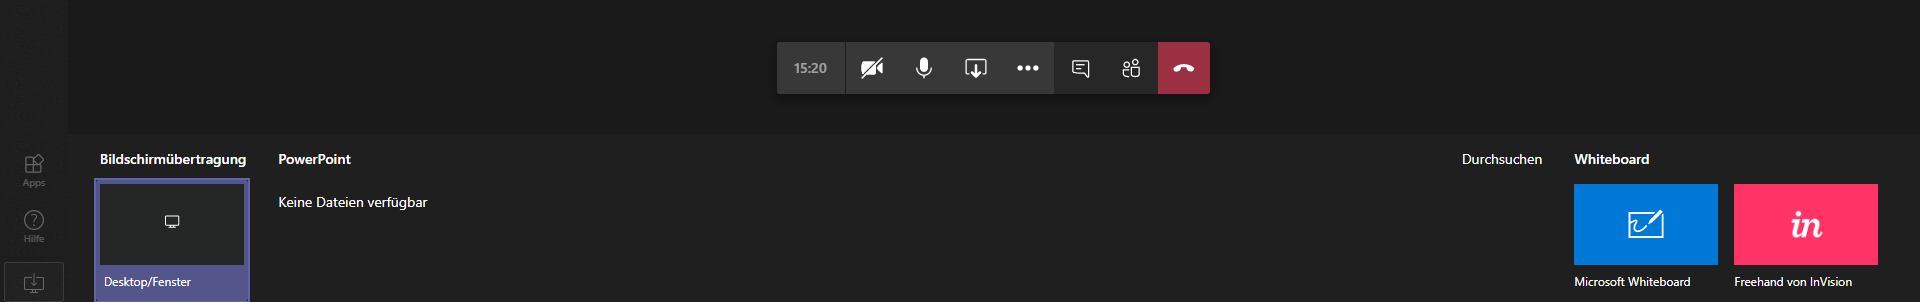 15:20
Apps
Hilfe
Bildschirmübertragung
Desktop/Fenster
PowerPoint
Keine Dateien verfügbar
Durchsuchen
Whiteboard
in
Microsoft Whiteboard
Freehand von InVision